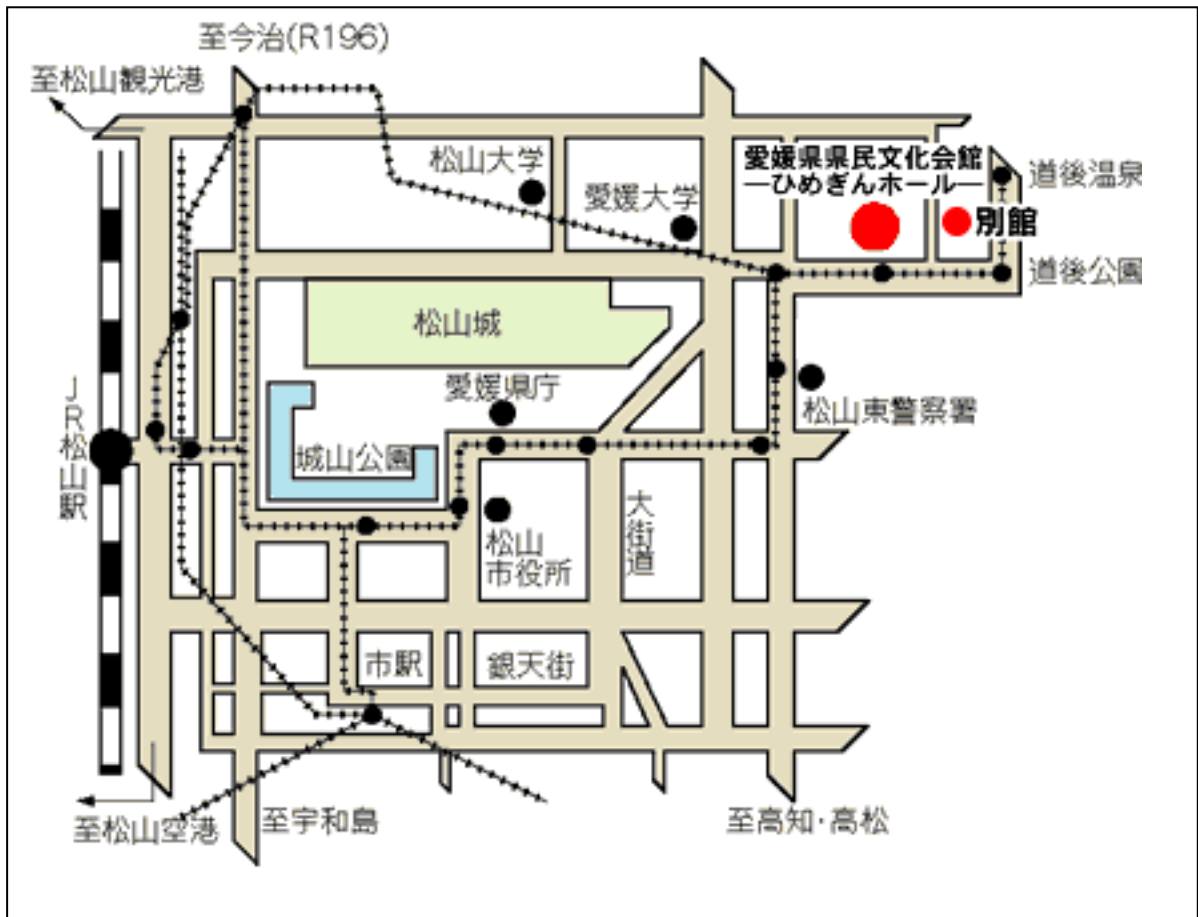 至今治(R196)
至松山観光港
松山大学
愛媛大学
愛媛県県民文化会館
―ひめぎんホール―
別館
道後温泉
道後公園
松山城
愛媛県庁
松山東警察署
城山公園
JR松山駅
松山
市役所
大街道
市駅
銀天街
至松山空港
至宇和島
至高知・高松